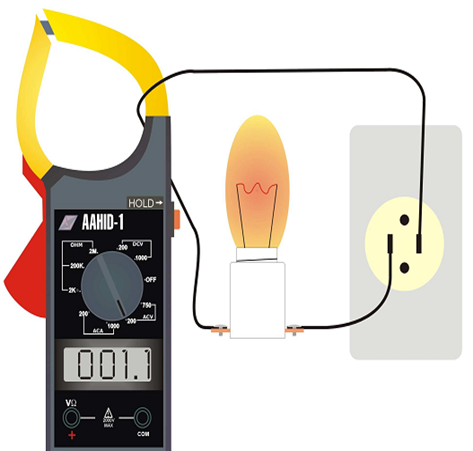 HOLD→
AAHID-1
OHM
DCV
2M
200
200K
1000
OFF
2K
750
ACV
200
200
1000
ACA
001.1
VΩ
COM
+
MAX